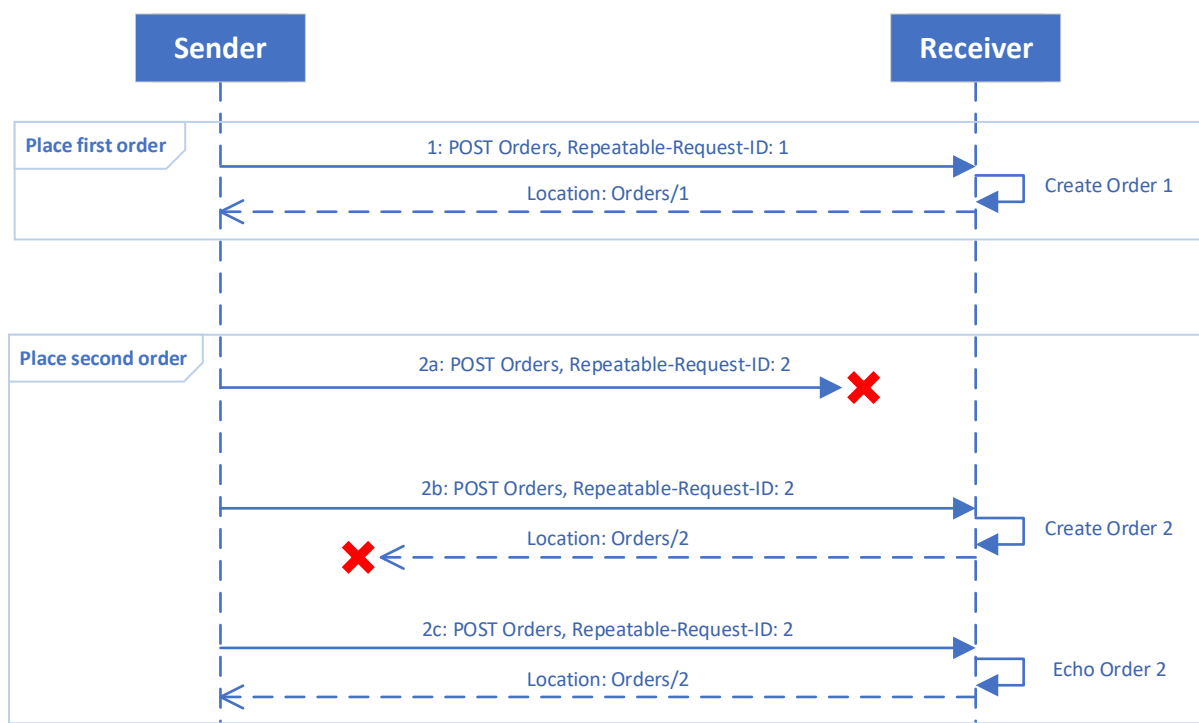 Sender
Receiver
Place first order
1: POST Orders, Repeatable-Request-ID: 1
Create Order 1
Location: Orders/1
Place second order
2a: POST Orders, Repeatable-Request-ID: 2
2b: POST Orders, Repeatable-Request-ID: 2
Create Order 2
Location: Orders/2
2c: POST Orders, Repeatable-Request-ID: 2
Echo Order 2
Location: Orders/2